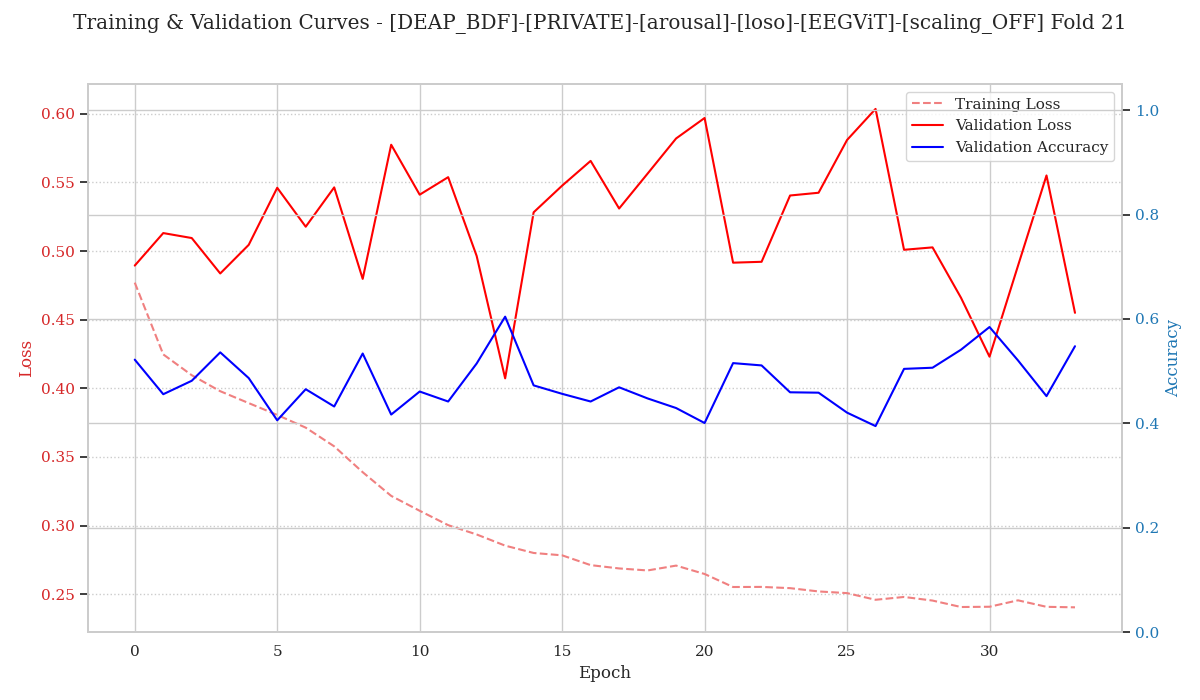 Training & Validation Curves - [DEAP_BDF]-[PRIVATE]-[arousal]-[loso]-[EEGViT]-[scaling_OFF] Fold 21
Training Loss
Validation Loss
Validation Accuracy
0.60
0.55
0.50
0.45
0.40
0.35
0.30
0.25
Loss
1.0
0.8
0.6
0.4
0.2
0.0
Accuracy
0 5 10 15 20 25 30
Epoch